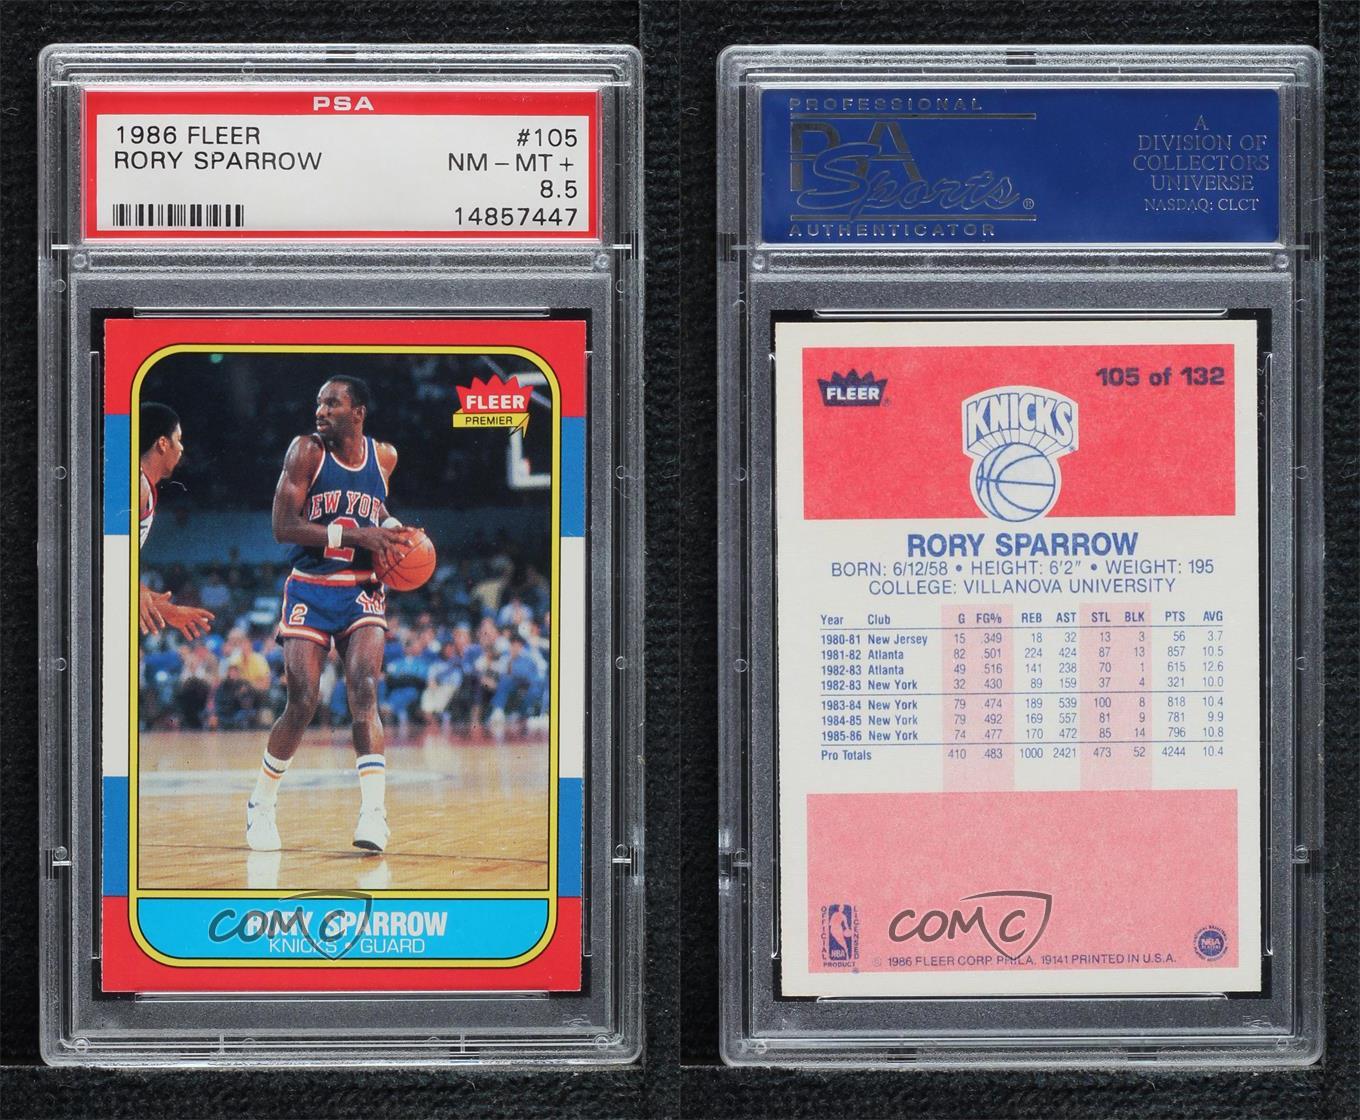 PSA
1986 FLEER #105
RORY SPARROW NM - MT +
8.5
14857447
FLEER
PREMIER
NEW YORK
2
2
RORY SPARROW
KNICKS • GUARD
COMC
PROFESSIONAL
PSA
Sports®
AUTHENTICATOR
A
DIVISION OF
COLLECTORS
UNIVERSE
NASDAQ: CLCT
FLEER®
105 of 132
KNICKS®
RORY SPARROW
BORN: 6/12/58 • HEIGHT: 6'2" • WEIGHT: 195
COLLEGE: VILLANOVA UNIVERSITY
Year Club G FG% REB AST STL BLK PTS AVG
1980-81 New Jersey 15 .349 18 32 13 3 56 3.7
1981-82 Atlanta 82 .501 224 424 87 13 857 10.5
1982-83 Atlanta 49 .516 141 238 70 1 615 12.6
1982-83 New York 32 .430 89 159 37 4 321 10.0
1983-84 New York 79 .474 189 539 100 8 818 10.4
1984-85 New York 79 .492 169 557 81 9 781 9.9
1985-86 New York 74 .477 170 472 85 14 796 10.8
Pro Totals 410 .483 1000 2421 473 52 4244 10.4
OFFICIAL LICENSED
NBA
PRODUCT
COMC
NBA
PLAYERS
© 1986 FLEER CORP. PHILA. 19141 PRINTED IN U.S.A.